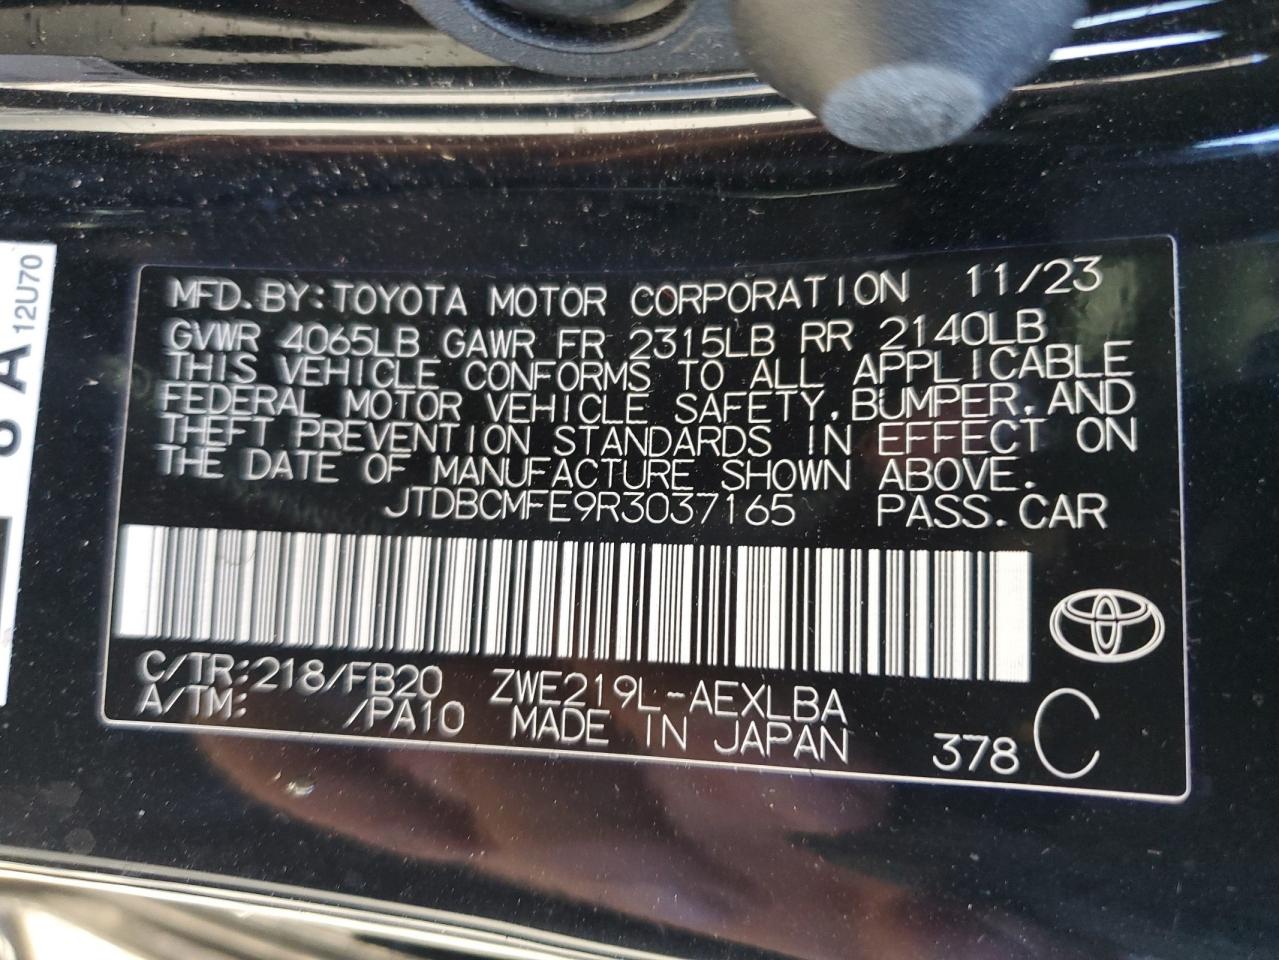 MFD.BY:TOYOTA MOTOR CORPORATION 11/23
GVWR 4065LB GAWR FR 2315LB RR 2140LB
THIS VEHICLE CONFORMS TO ALL APPLICABLE
FEDERAL MOTOR VEHICLE SAFETY,BUMPER,AND
THEFT PREVENTION STANDARDS IN EFFECT ON
THE DATE OF MANUFACTURE SHOWN ABOVE.
JTDBCMFE9R3037165 PASS.CAR
C/TR:218/FB20 ZWE219L-AEXLBA
A/TM: /PA10 MADE IN JAPAN 378 C
12U70